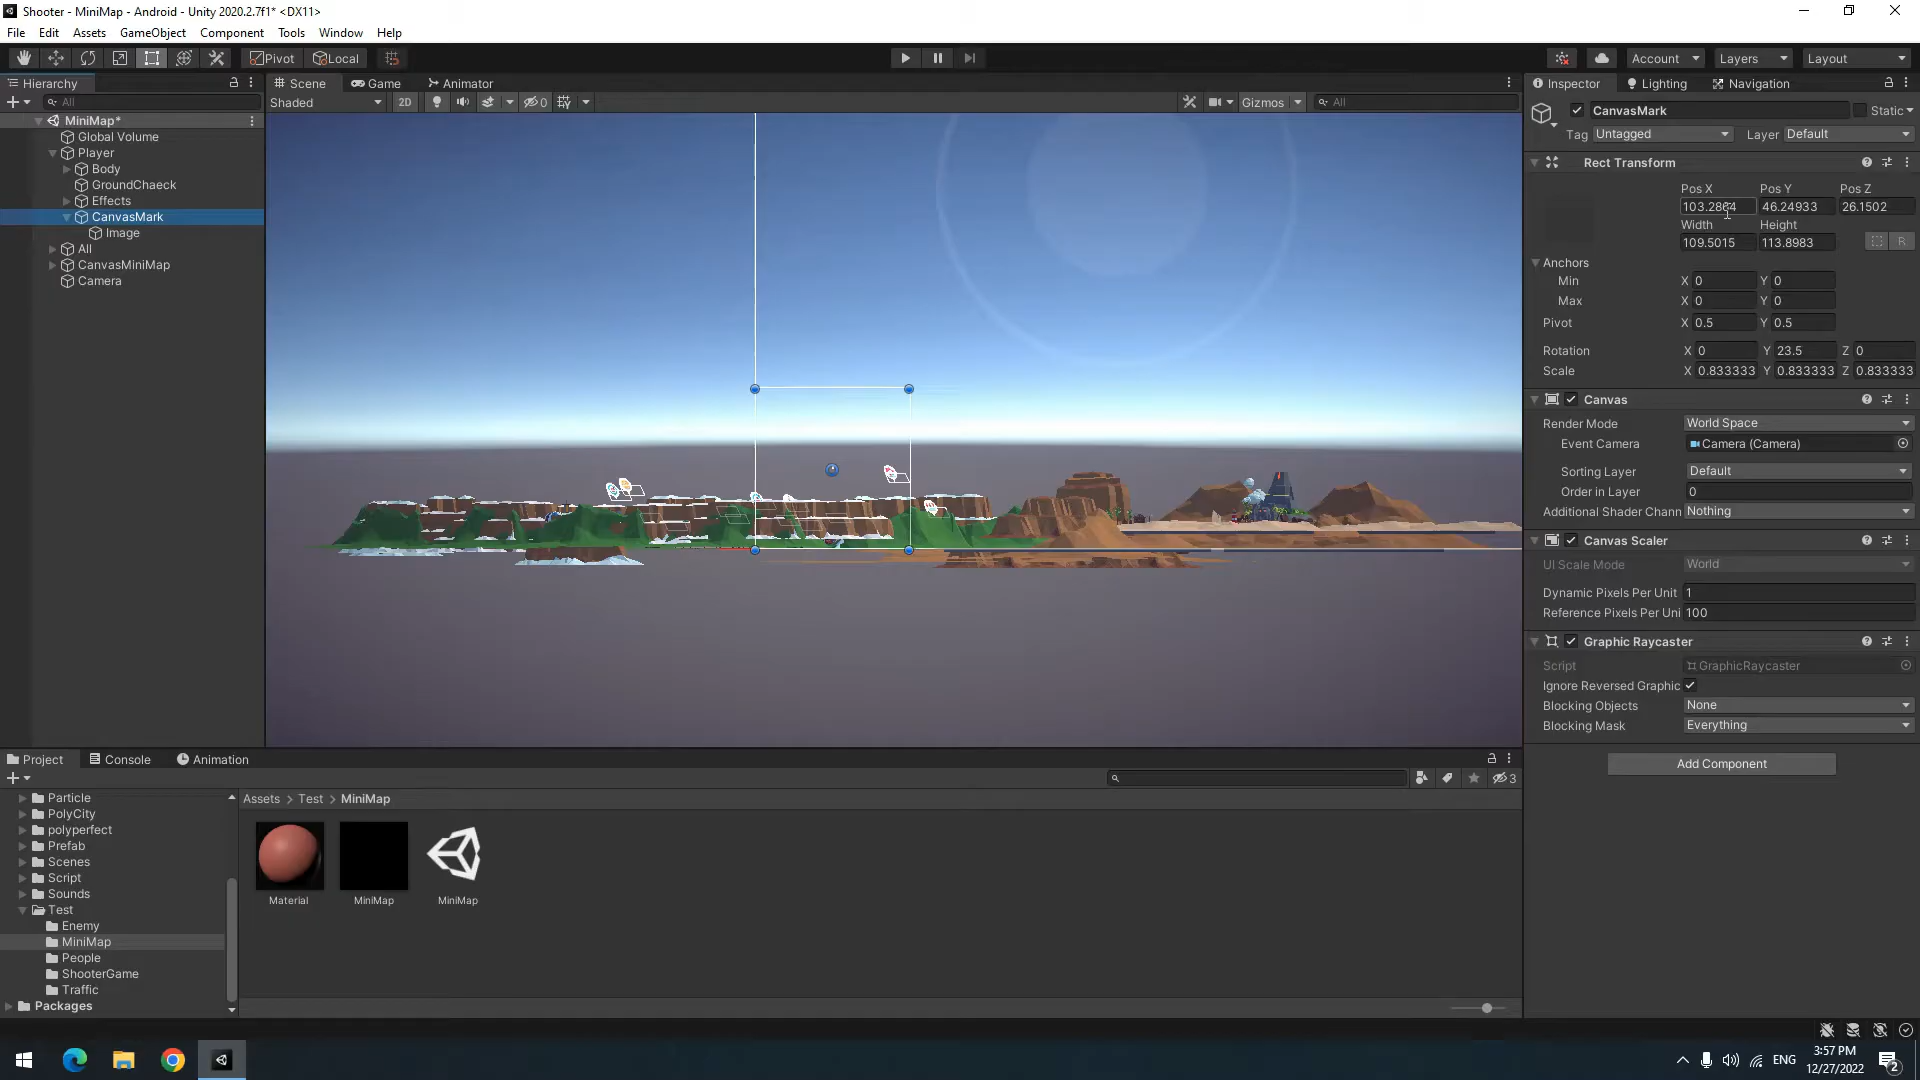 Shooter - MiniMap - Android - Unity 2020.2.7f1* <DX11>
File Edit Assets GameObject Component Tools Window Help
Pivot Local Account Layers Layout
Hierarchy Scene Game Animator Inspector Lighting Navigation
All Shaded 2D 0 Gizmos All
CanvasMark Static
Tag Untagged Layer Default
MiniMap*
Global Volume
Player
Body
GroundChaeck
Effects
CanvasMark
Image
All
CanvasMiniMap
Camera
Rect Transform
Pos X Pos Y Pos Z
103.2864 46.24933 26.1502
Width Height
109.5015 113.8983 R
Anchors
Min X 0 Y 0
Max X 0 Y 0
Pivot X 0.5 Y 0.5
Rotation X 0 Y 23.5 Z 0
Scale X 0.833333 Y 0.833333 Z 0.833333
Canvas
Render Mode World Space
Event Camera Camera (Camera)
Sorting Layer Default
Order in Layer 0
Additional Shader Chann Nothing
Canvas Scaler
UI Scale Mode World
Dynamic Pixels Per Unit 1
Reference Pixels Per Uni 100
Graphic Raycaster
Script GraphicRaycaster
Ignore Reversed Graphic
Blocking Objects None
Blocking Mask Everything
Add Component
Project Console Animation
3
Particle
PolyCity
polyperfect
Prefab
Scenes
Script
Sounds
Test
Enemy
MiniMap
People
ShooterGame
Traffic
Packages
Assets > Test > MiniMap
Material MiniMap MiniMap
ENG
3:57 PM
12/27/2022
2